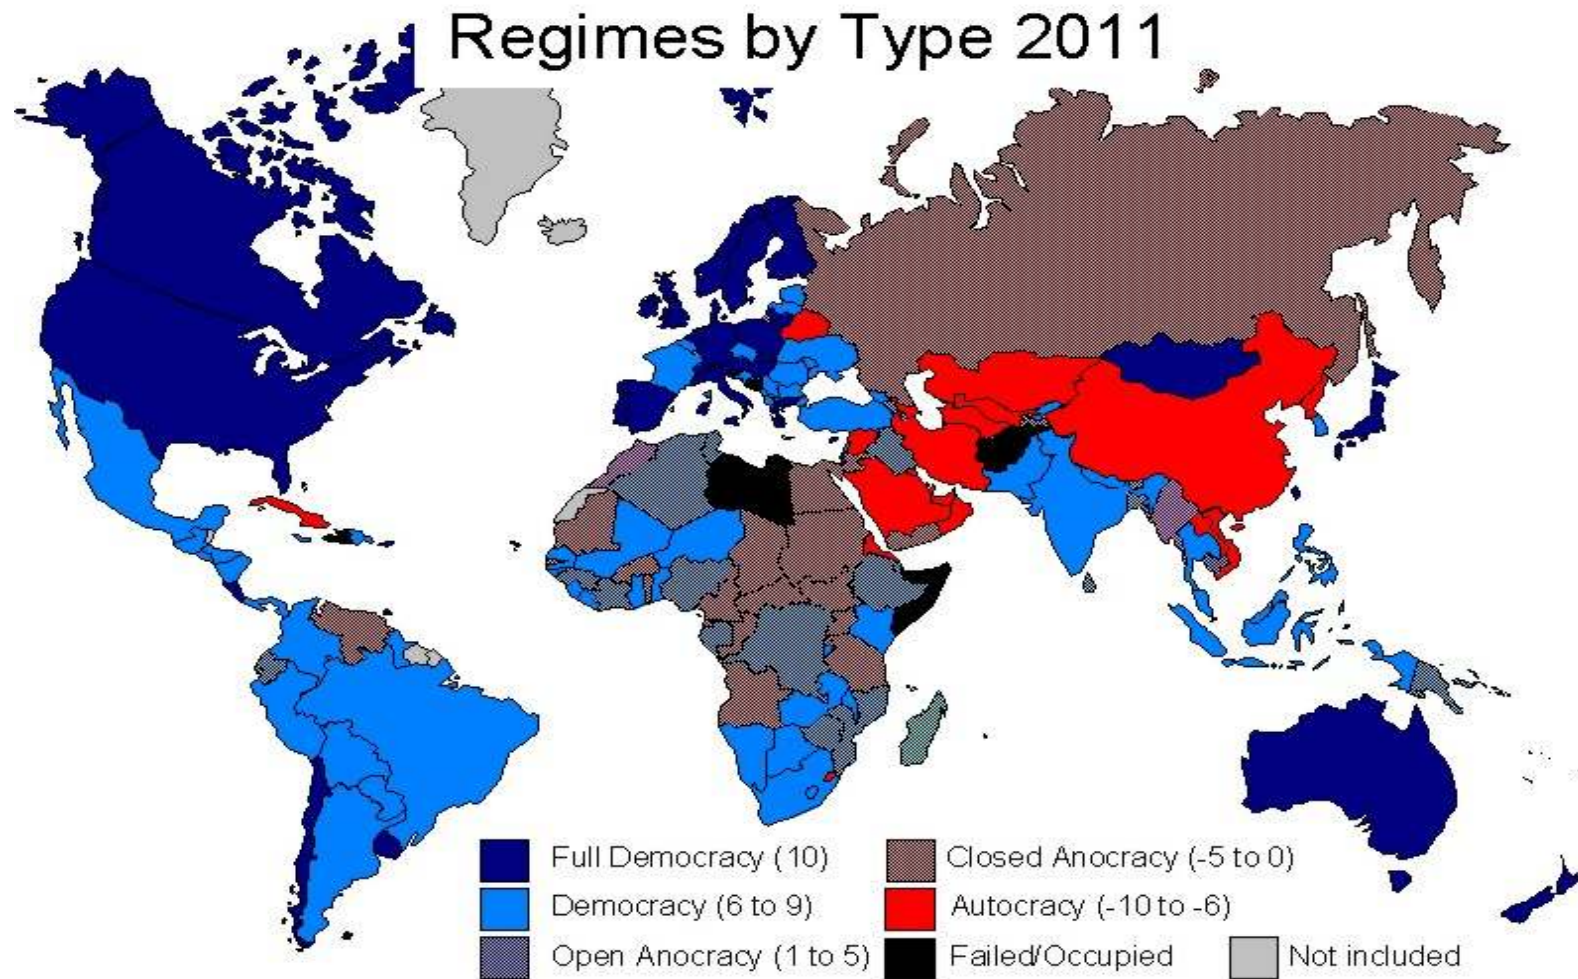 Regimes by Type 2011
Full Democracy (10)
Democracy (6 to 9)
Open Anocracy (1 to 5)
Closed Anocracy (-5 to 0)
Autocracy (-10 to -6)
Failed/Occupied
Not included